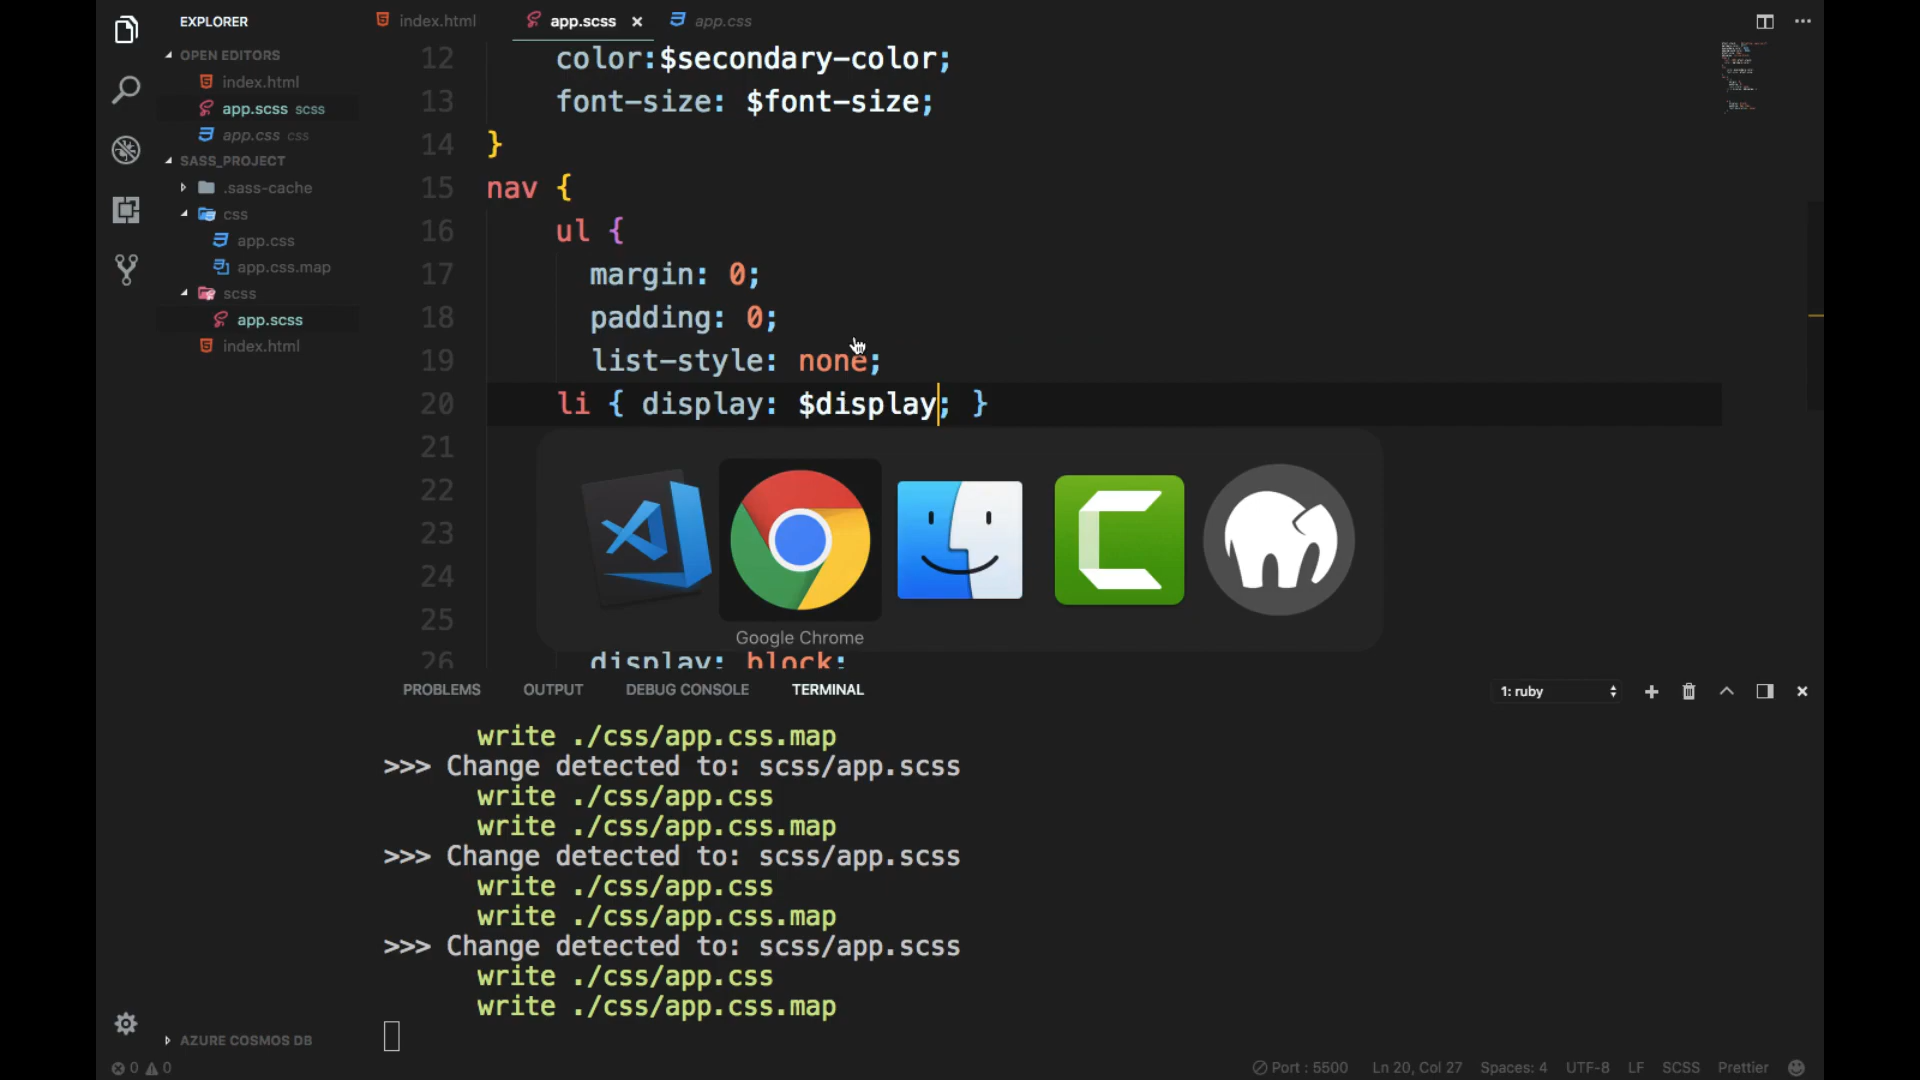 EXPLORER
OPEN EDITORS
index.html
app.scss scss
app.css css
SASS_PROJECT
.sass-cache
css
app.css
app.css.map
scss
app.scss
index.html
AZURE COSMOS DB
index.html app.scss × app.css
12 color:$secondary-color;
13 font-size: $font-size;
14 }
15 nav {
16 ul {
17 margin: 0;
18 padding: 0;
19 list-style: none;
20 li { display: $display; }
21
22
23
24
25
26 display: block;
Google Chrome
PROBLEMS OUTPUT DEBUG CONSOLE TERMINAL 1: ruby
write ./css/app.css.map
>>> Change detected to: scss/app.scss
write ./css/app.css
write ./css/app.css.map
>>> Change detected to: scss/app.scss
write ./css/app.css
write ./css/app.css.map
>>> Change detected to: scss/app.scss
write ./css/app.css
write ./css/app.css.map
0 0 Port : 5500 Ln 20, Col 27 Spaces: 4 UTF-8 LF SCSS Prettier